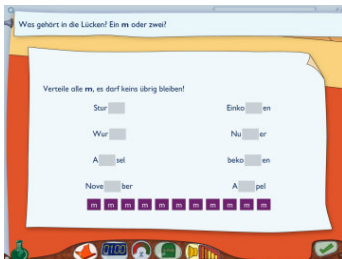 Was gehört in die Lücken? Ein m oder zwei?
Verteile alle m, es darf keins übrig bleiben!
Stur Einko en
Wur Nu er
A sel beko en
Nove ber A pel
m m m m m m m m m m m